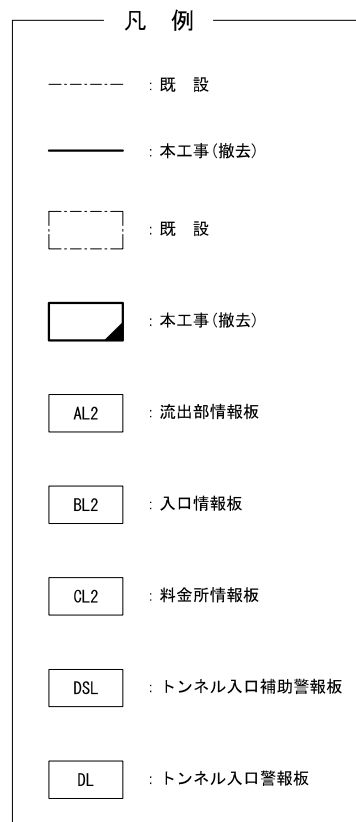 凡 例
: 既 設
: 本工事(撤去)
: 既 設
: 本工事(撤去)
AL2 : 流出部情報板
BL2 : 入口情報板
CL2 : 料金所情報板
DSL : トンネル入口補助警報板
DL : トンネル入口警報板